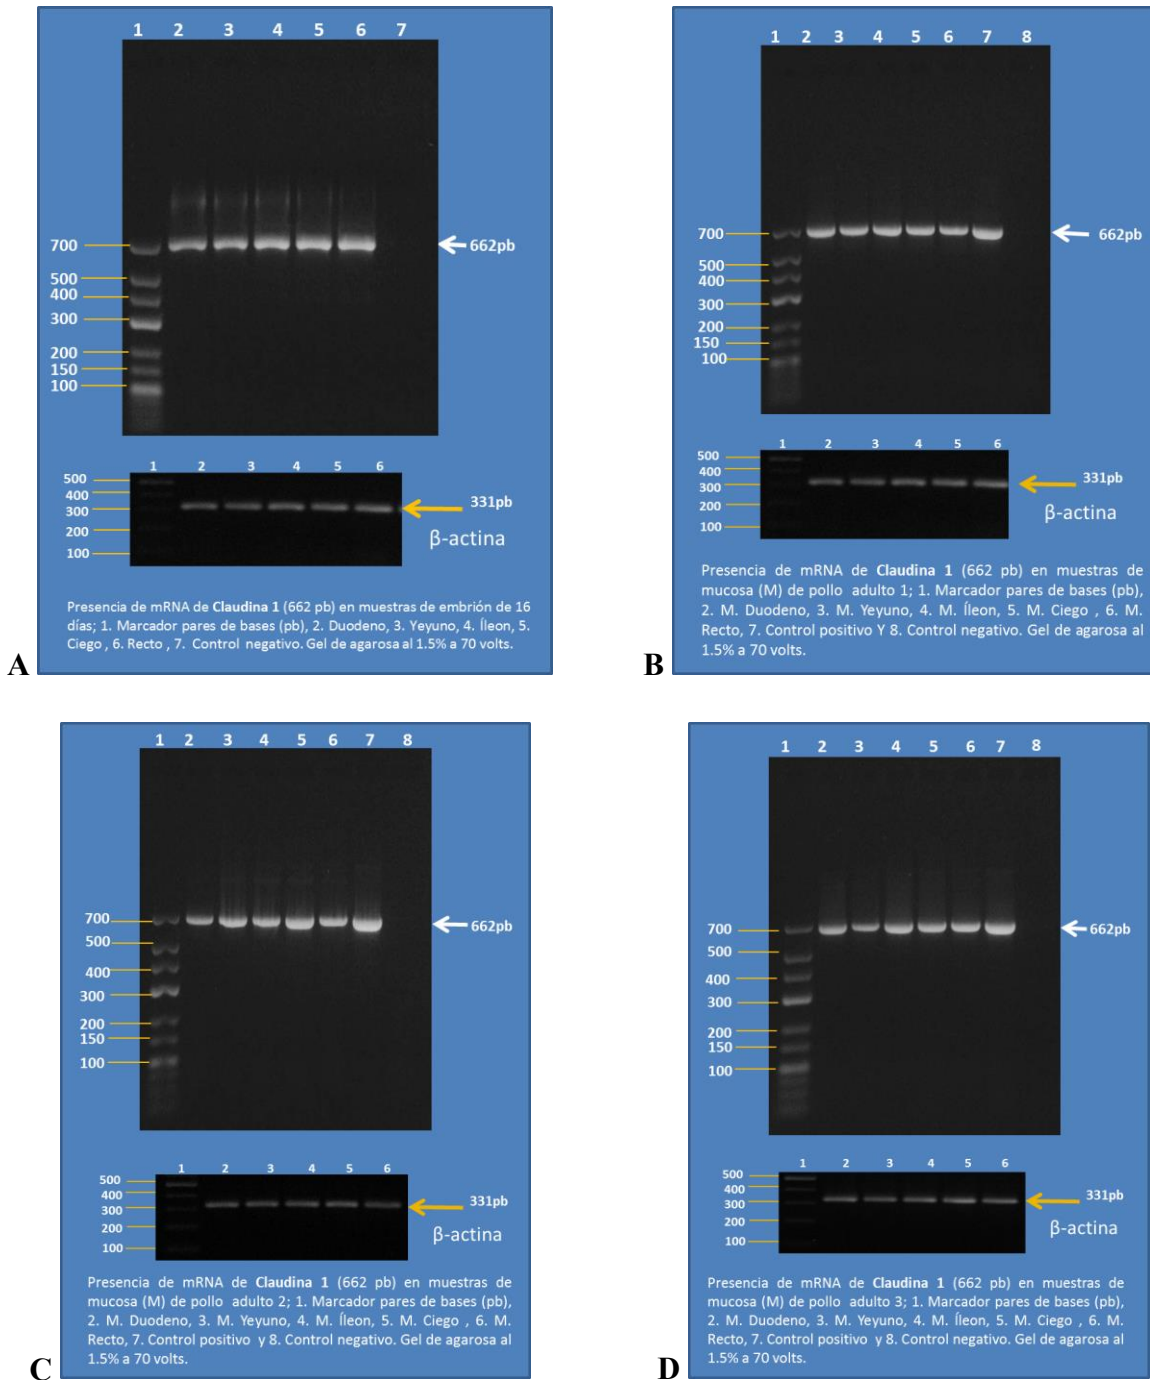 1 2 3 4 5 6 7
700
500
400
300
200
150
100
662pb
1 2 3 4 5 6
500
400
300
200
100
331pb
β-actina
Presencia de mRNA de Claudina 1 (662 pb) en muestras de embrión de 16
días; 1. Marcador pares de bases (pb), 2. Duodeno, 3. Yeyuno, 4. Íleon, 5.
Ciego , 6. Recto , 7. Control negativo. Gel de agarosa al 1.5% a 70 volts.
A
1 2 3 4 5 6 7 8
700
500
400
300
200
150
100
662pb
1 2 3 4 5 6
500
400
300
200
100
331pb
β-actina
Presencia de mRNA de Claudina 1 (662 pb) en muestras de
mucosa (M) de pollo adulto 1; 1. Marcador pares de bases (pb),
2. M. Duodeno, 3. M. Yeyuno, 4. M. Íleon, 5. M. Ciego , 6. M.
Recto, 7. Control positivo Y 8. Control negativo. Gel de agarosa al
1.5% a 70 volts.
B
1 2 3 4 5 6 7 8
700
500
400
300
200
150
100
662pb
1 2 3 4 5 6
500
400
300
200
100
331pb
β-actina
Presencia de mRNA de Claudina 1 (662 pb) en muestras de
mucosa (M) de pollo adulto 2; 1. Marcador pares de bases (pb),
2. M. Duodeno, 3. M. Yeyuno, 4. M. Íleon, 5. M. Ciego , 6. M.
Recto, 7. Control positivo y 8. Control negativo. Gel de agarosa al
1.5% a 70 volts.
C
1 2 3 4 5 6 7 8
700
500
400
300
200
150
100
662pb
1 2 3 4 5 6
500
400
300
200
100
331pb
β-actina
Presencia de mRNA de Claudina 1 (662 pb) en muestras de
mucosa (M) de pollo adulto 3; 1. Marcador pares de bases (pb),
2. M. Duodeno, 3. M. Yeyuno, 4. M. Íleon, 5. M. Ciego , 6. M.
Recto, 7. Control positivo y 8. Control negativo. Gel de agarosa al
1.5% a 70 volts.
D